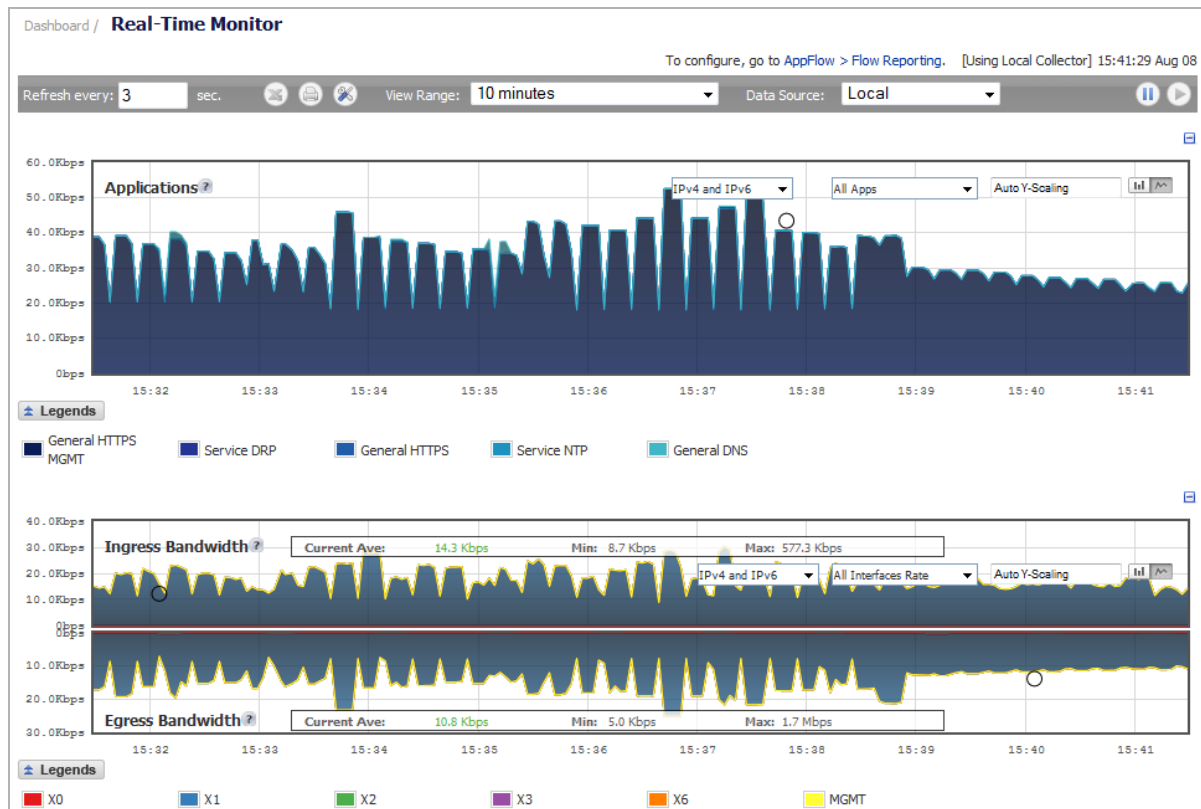 Dashboard / Real-Time Monitor
To configure, go to AppFlow > Flow Reporting. [Using Local Collector] 15:41:29 Aug 08
Refresh every: 3 sec. View Range: 10 minutes Data Source: Local
60.0Kbps
Applications ? IPv4 and IPv6 All Apps Auto Y-Scaling
50.0Kbps
40.0Kbps
30.0Kbps
20.0Kbps
10.0Kbps
0bps
15:32 15:33 15:34 15:35 15:36 15:37 15:38 15:39 15:40 15:41
Legends
General HTTPS MGMT Service DRP General HTTPS Service NTP General DNS
40.0Kbps
30.0Kbps
Ingress Bandwidth ? Current Ave: 14.3 Kbps Min: 8.7 Kbps Max: 577.3 Kbps
20.0Kbps
IPv4 and IPv6 All Interfaces Rate Auto Y-Scaling
10.0Kbps
0bps
0bps
10.0Kbps
20.0Kbps
Egress Bandwidth ? Current Ave: 10.8 Kbps Min: 5.0 Kbps Max: 1.7 Mbps
30.0Kbps
15:32 15:33 15:34 15:35 15:36 15:37 15:38 15:39 15:40 15:41
Legends
X0 X1 X2 X3 X6 MGMT